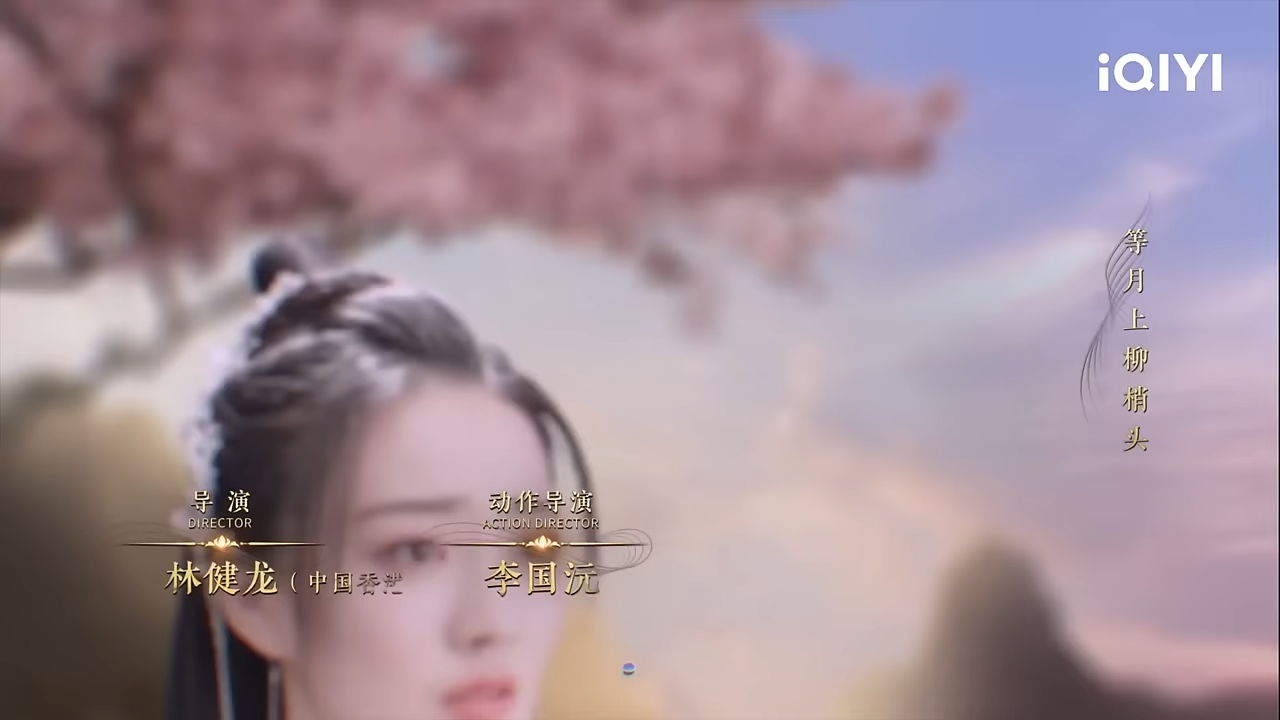 iQIYI
等月上柳梢头
导演
DIRECTOR
林健龙（中国香港
动作导演
ACTION DIRECTOR
李国沅